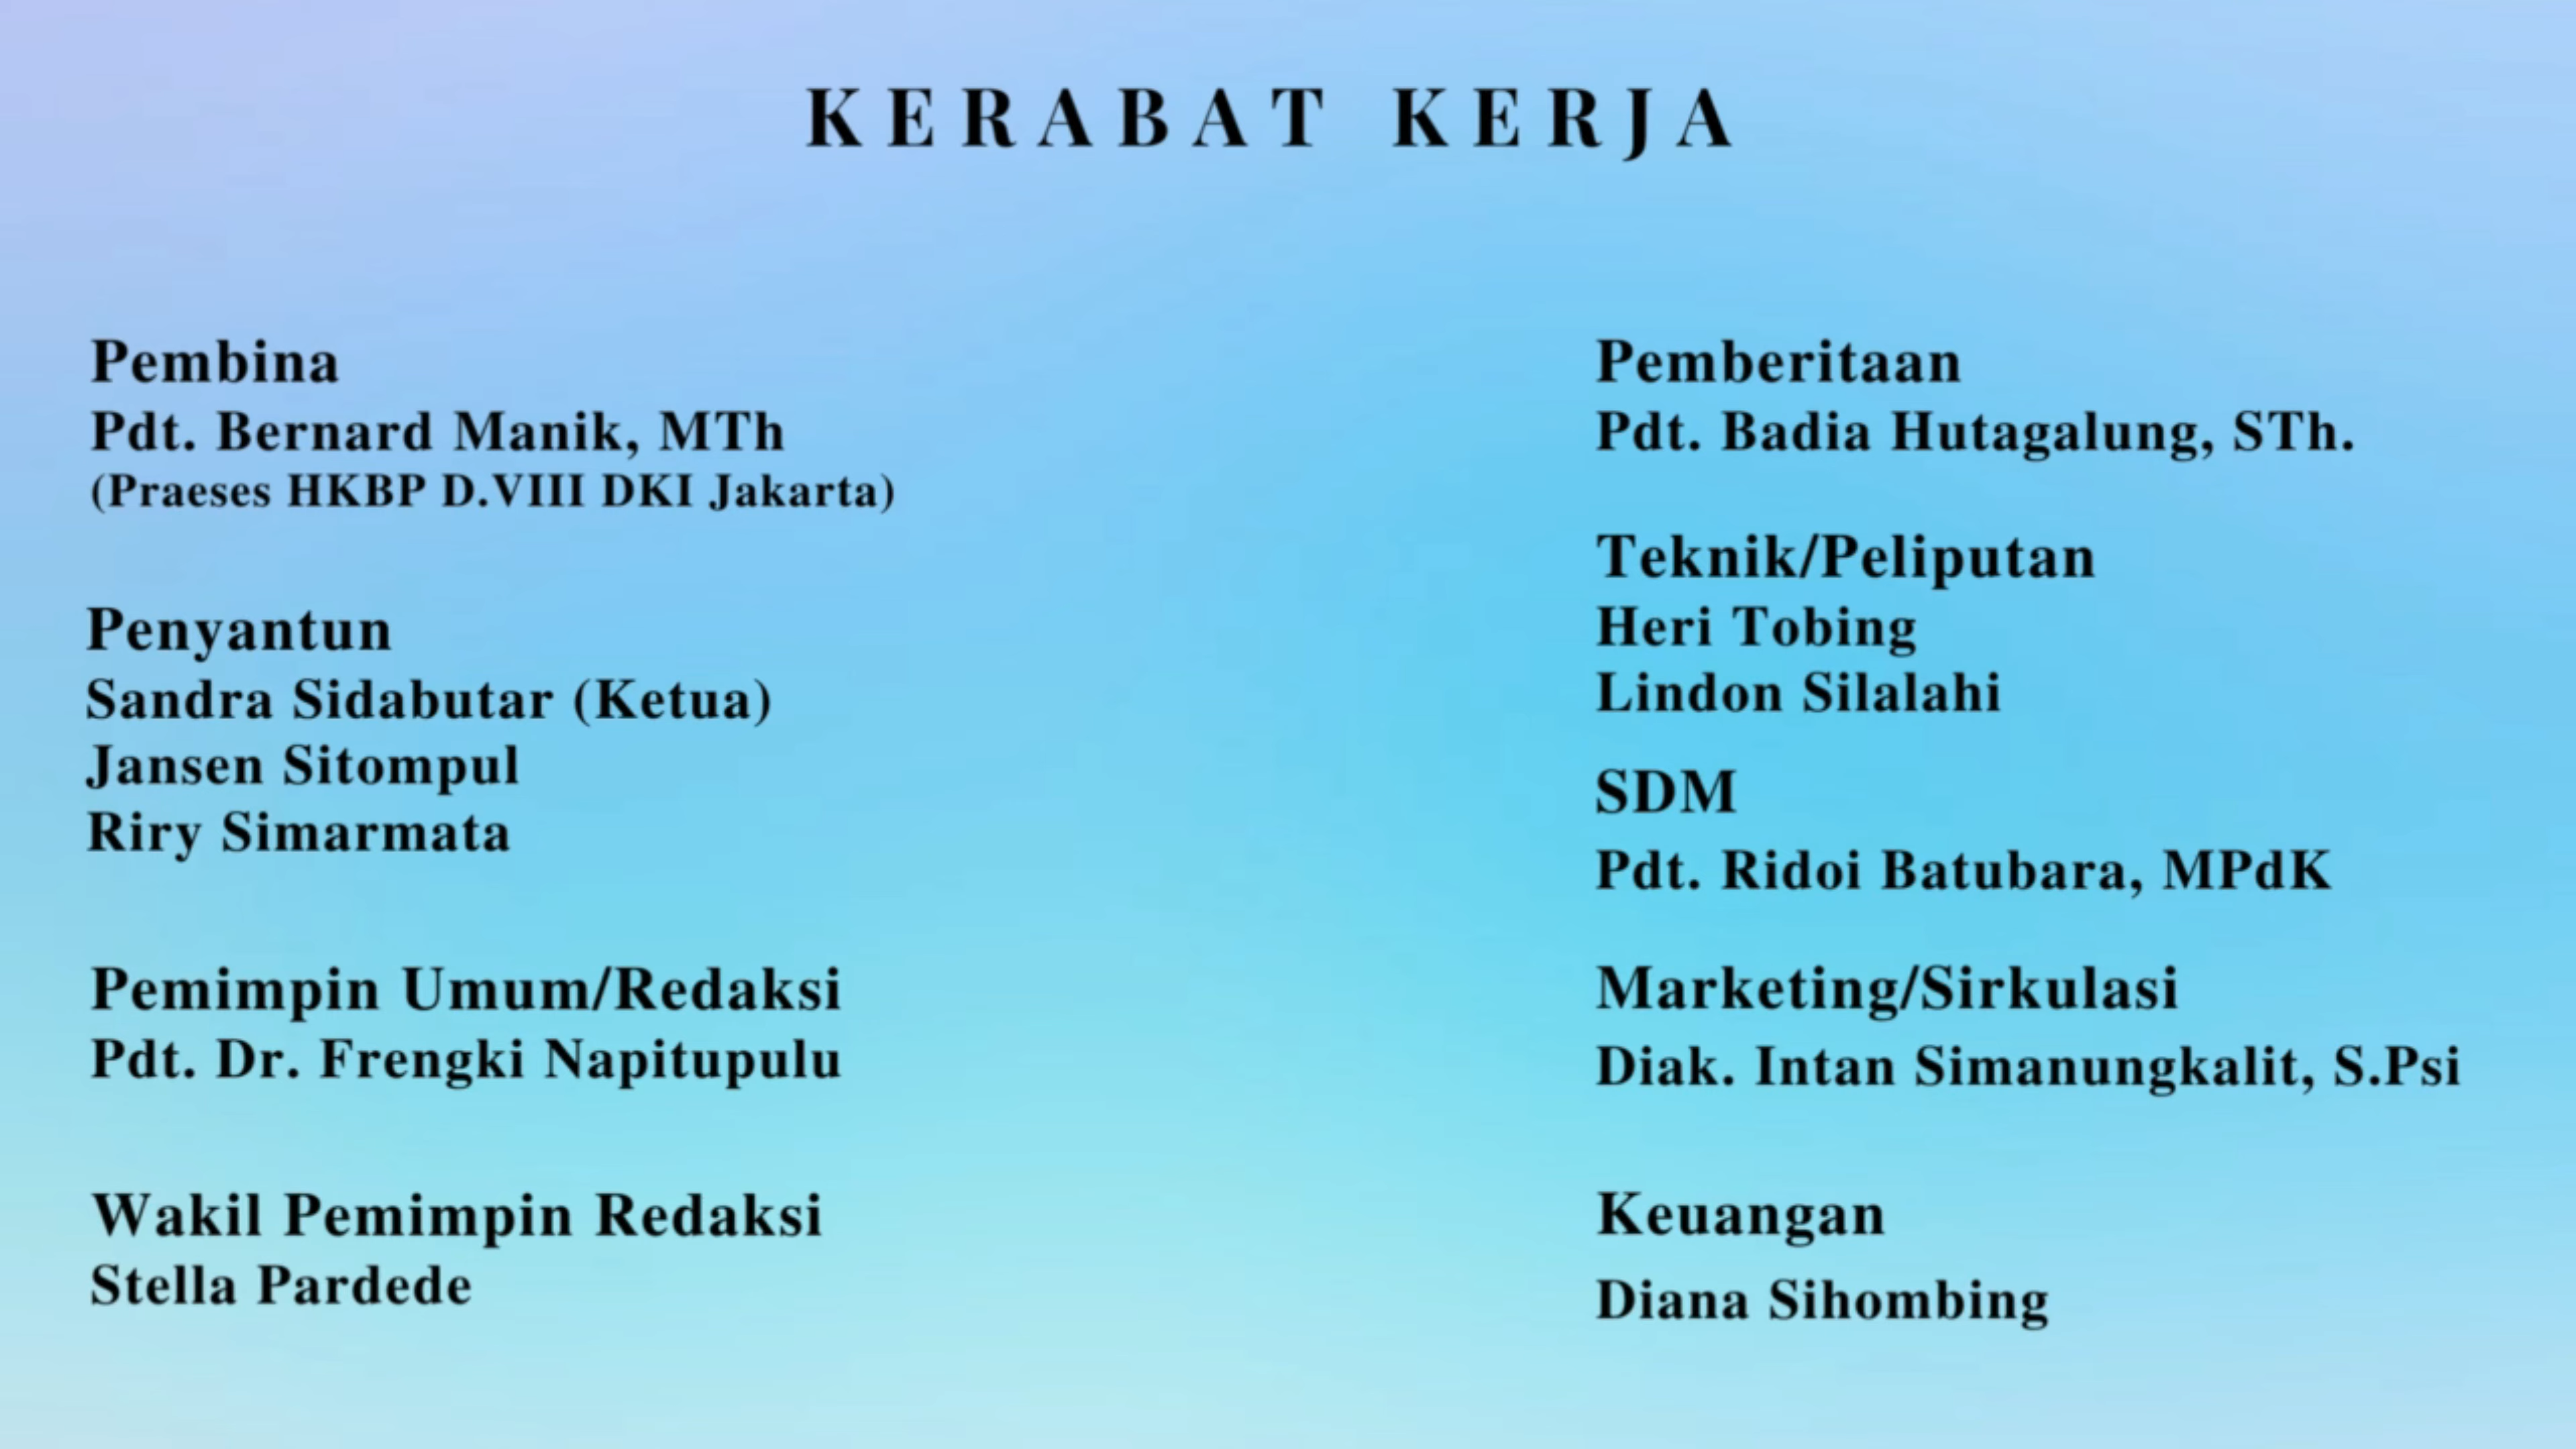 KERABAT KERJA
Pembina
Pdt. Bernard Manik, MTh
(Praeses HKBP D.VIII DKI Jakarta)
Penyantun
Sandra Sidabutar (Ketua)
Jansen Sitompul
Riry Simarmata
Pemimpin Umum/Redaksi
Pdt. Dr. Frengki Napitupulu
Wakil Pemimpin Redaksi
Stella Pardede
Pemberitaan
Pdt. Badia Hutagalung, STh.
Teknik/Peliputan
Heri Tobing
Lindon Silalahi
SDM
Pdt. Ridoi Batubara, MPdK
Marketing/Sirkulasi
Diak. Intan Simanungkalit, S.Psi
Keuangan
Diana Sihombing